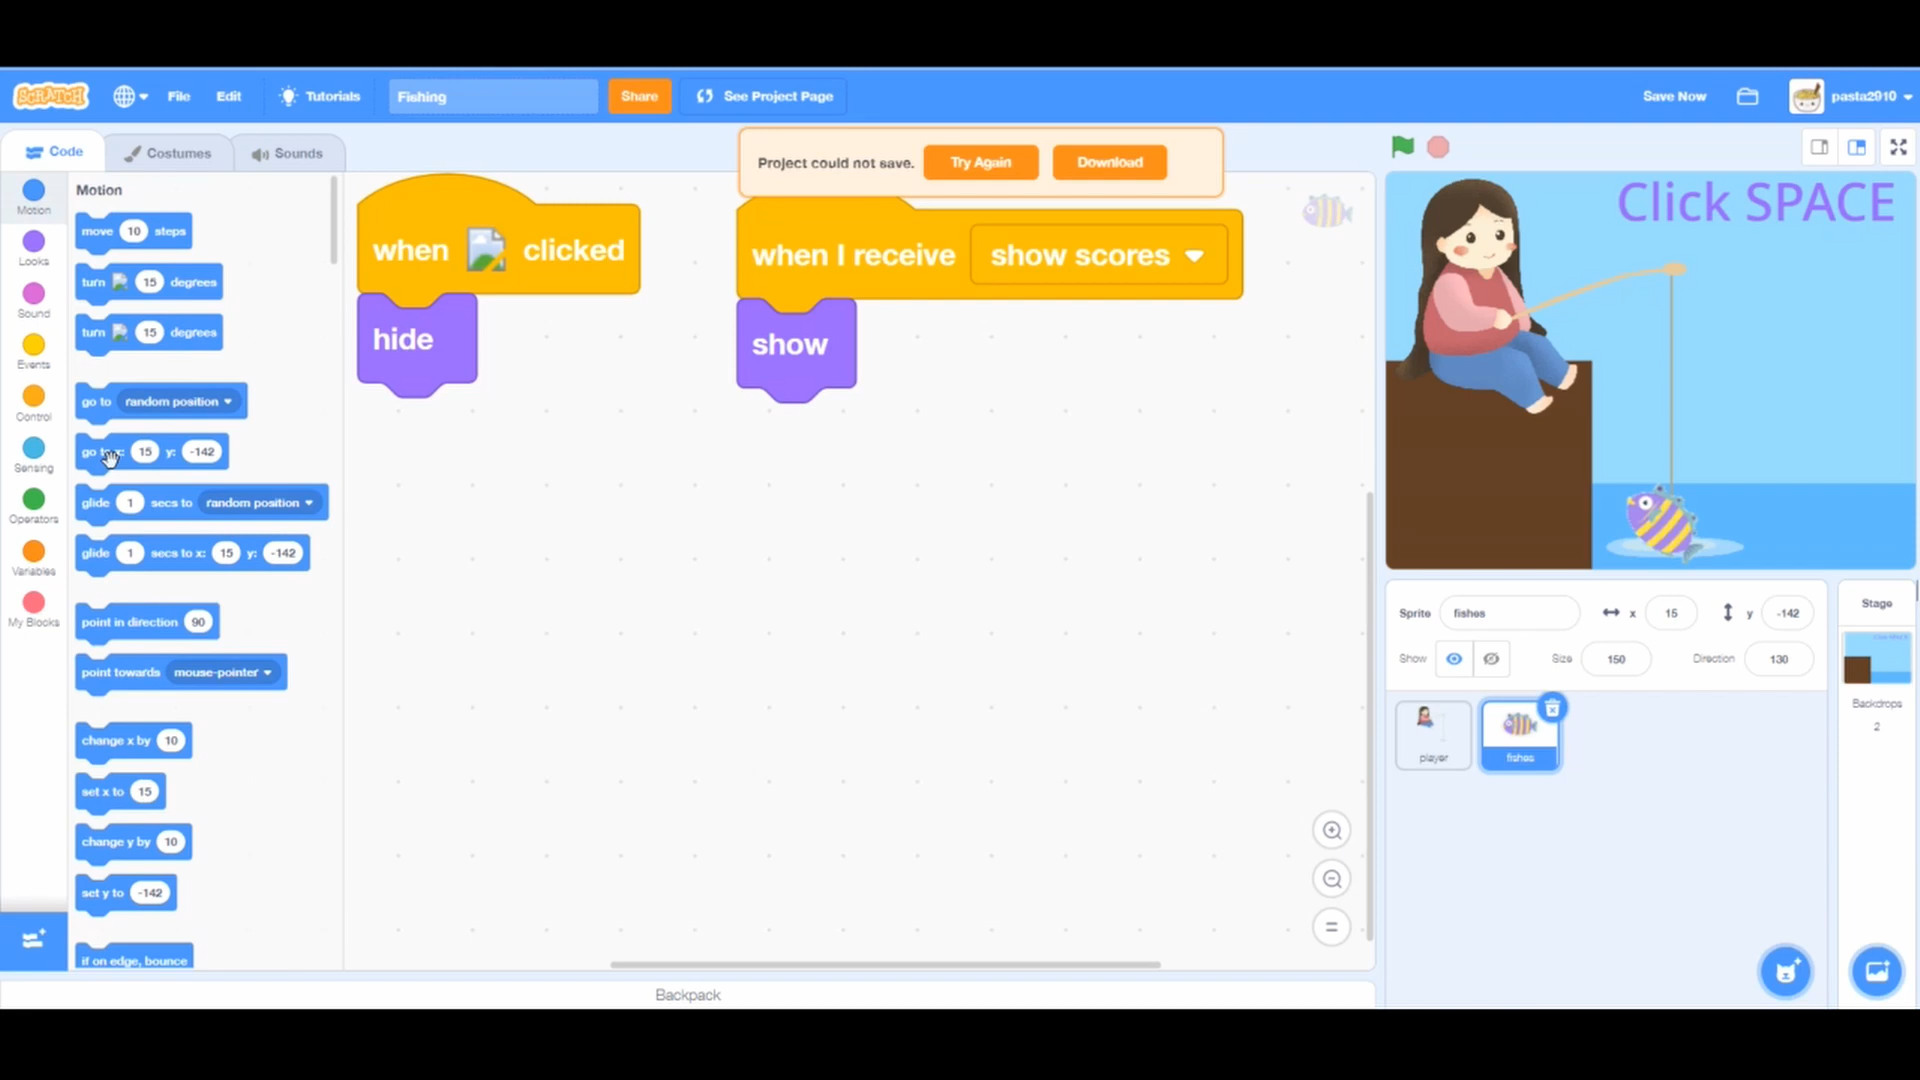 SCRATCH File Edit Tutorials Fishing Share See Project Page Save Now pasta2910
Code Costumes Sounds
Project could not save. Try Again Download
Motion
Looks
Sound
Events
Control
Sensing
Operators
Variables
My Blocks
Motion
move 10 steps
turn 15 degrees
turn 15 degrees
go to random position
go to x: 15 y: -142
glide 1 secs to random position
glide 1 secs to x: 15 y: -142
point in direction 90
point towards mouse-pointer
change x by 10
set x to 15
change y by 10
set y to -142
if on edge, bounce
when clicked
hide
when I receive show scores
show
Backpack
Click SPACE
Sprite fishes x 15 y -142
Show Size 150 Direction 130
player
fishes
Stage
Backdrops
2